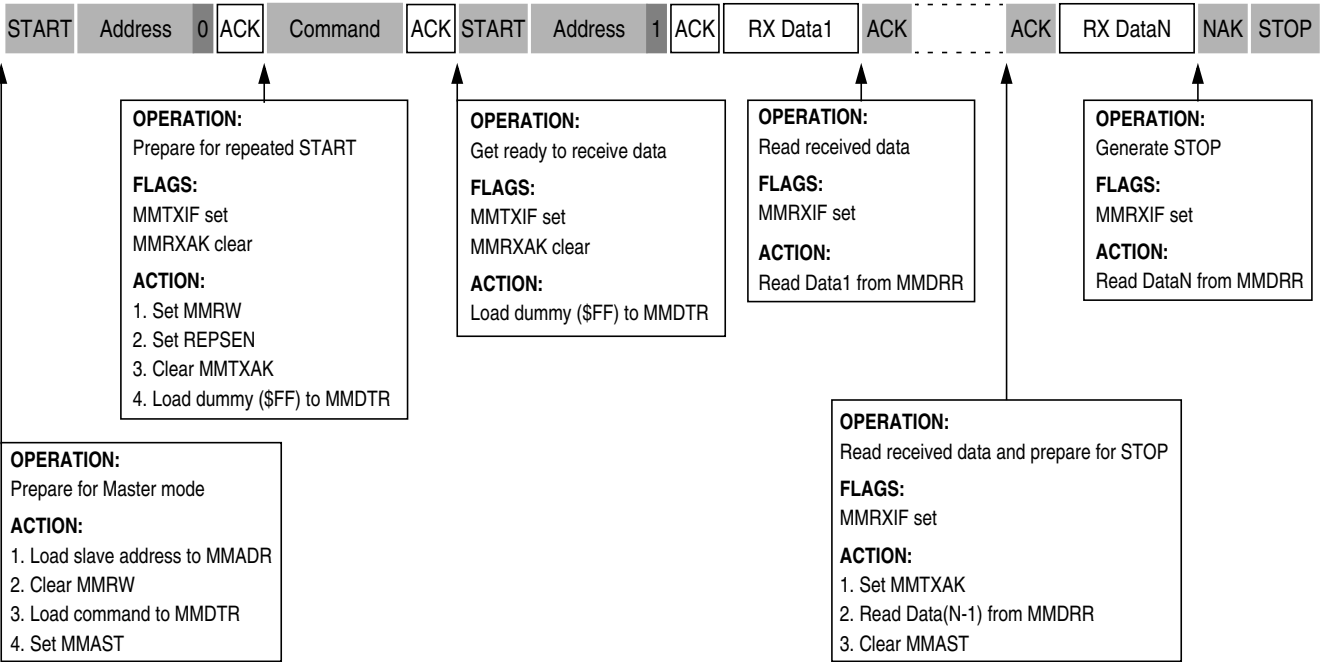 START Address 0 ACK Command ACK START Address 1 ACK RX Data1 ACK ACK RX DataN NAK STOP
OPERATION:
Prepare for repeated START
FLAGS:
MMTXIF set
MMRXAK clear
ACTION:
1. Set MMRW
2. Set REPSEN
3. Clear MMTXAK
4. Load dummy ($FF) to MMDTR
OPERATION:
Get ready to receive data
FLAGS:
MMTXIF set
MMRXAK clear
ACTION:
Load dummy ($FF) to MMDTR
OPERATION:
Read received data
FLAGS:
MMRXIF set
ACTION:
Read Data1 from MMDRR
OPERATION:
Generate STOP
FLAGS:
MMRXIF set
ACTION:
Read DataN from MMDRR
OPERATION:
Prepare for Master mode
ACTION:
1. Load slave address to MMADR
2. Clear MMRW
3. Load command to MMDTR
4. Set MMAST
OPERATION:
Read received data and prepare for STOP
FLAGS:
MMRXIF set
ACTION:
1. Set MMTXAK
2. Read Data(N-1) from MMDRR
3. Clear MMAST